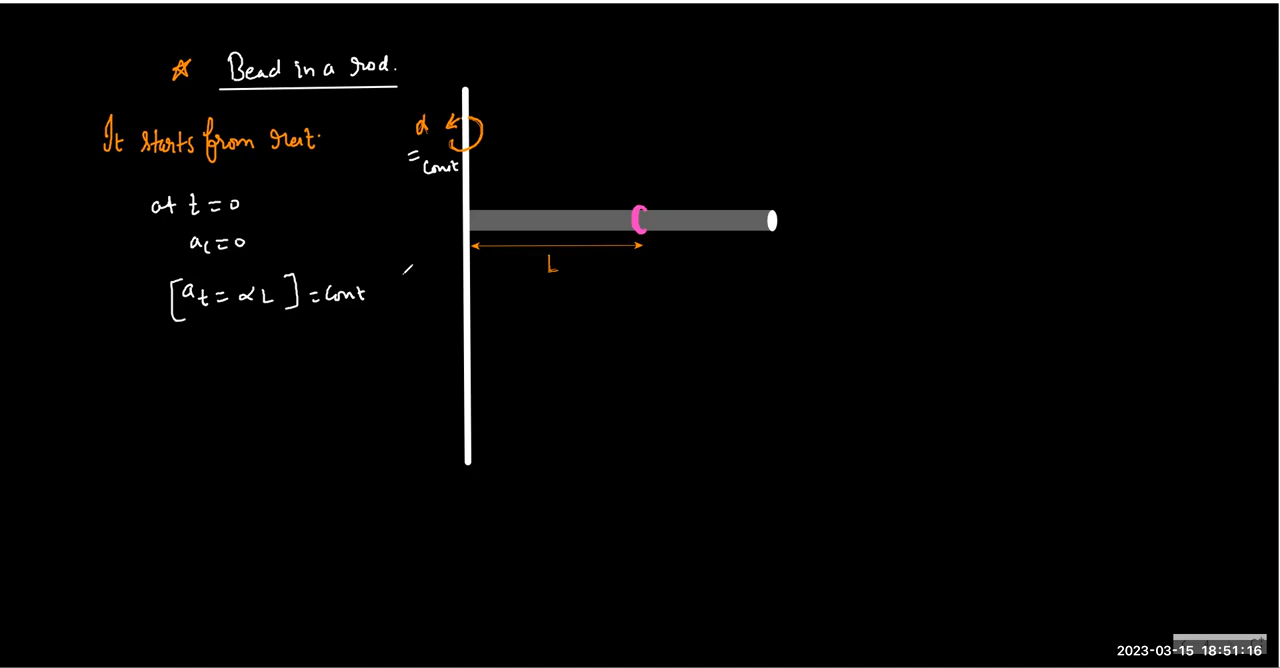 Bead in a rod.
It starts from rest.
α
= const
at t = 0
ac = 0
[at = αL] = Cont
L
2023-03-15 18:51:16